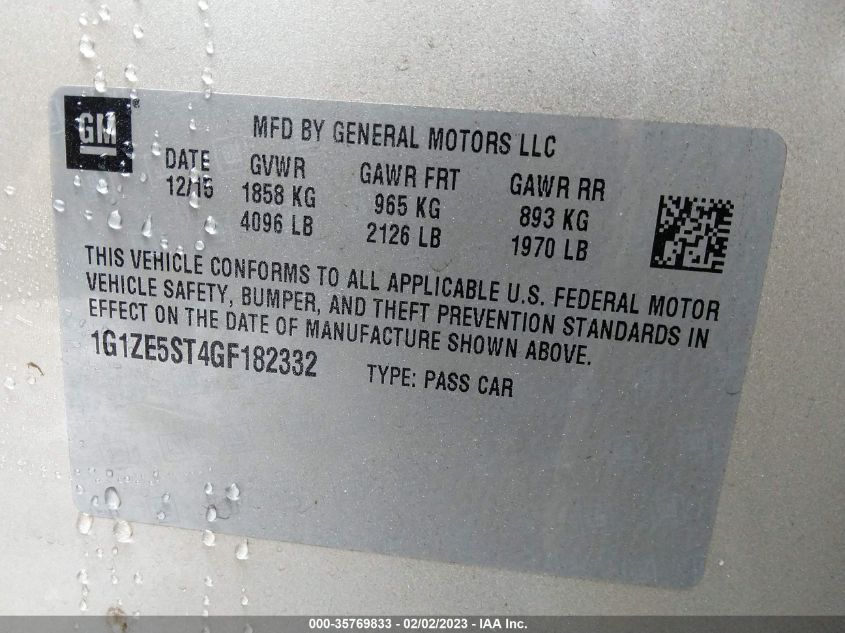 GM ®
MFD BY GENERAL MOTORS LLC
DATE GVWR GAWR FRT GAWR RR
12/15 1858 KG 965 KG 893 KG
4096 LB 2126 LB 1970 LB
THIS VEHICLE CONFORMS TO ALL APPLICABLE U.S. FEDERAL MOTOR
VEHICLE SAFETY, BUMPER, AND THEFT PREVENTION STANDARDS IN
EFFECT ON THE DATE OF MANUFACTURE SHOWN ABOVE.
1G1ZE5ST4GF182332 TYPE: PASS CAR
000-35769833 - 02/02/2023 - IAA Inc.